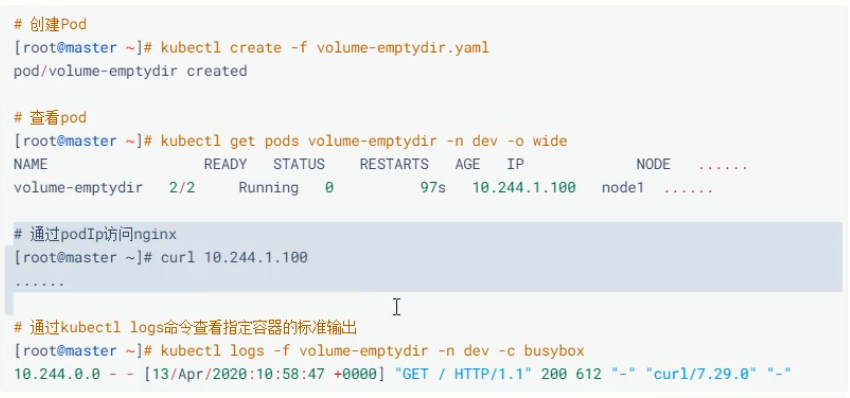 # 创建Pod
[root@master ~]# kubectl create -f volume-emptydir.yaml
pod/volume-emptydir created
# 查看pod
[root@master ~]# kubectl get pods volume-emptydir -n dev -o wide
NAME READY STATUS RESTARTS AGE IP NODE ......
volume-emptydir 2/2 Running 0 97s 10.244.1.100 node1 ......
# 通过podIp访问nginx
[root@master ~]# curl 10.244.1.100
......
# 通过kubectl logs命令查看指定容器的标准输出
[root@master ~]# kubectl logs -f volume-emptydir -n dev -c busybox
10.244.0.0 - - [13/Apr/2020:10:58:47 +0000] "GET / HTTP/1.1" 200 612 "-" "curl/7.29.0" "-"